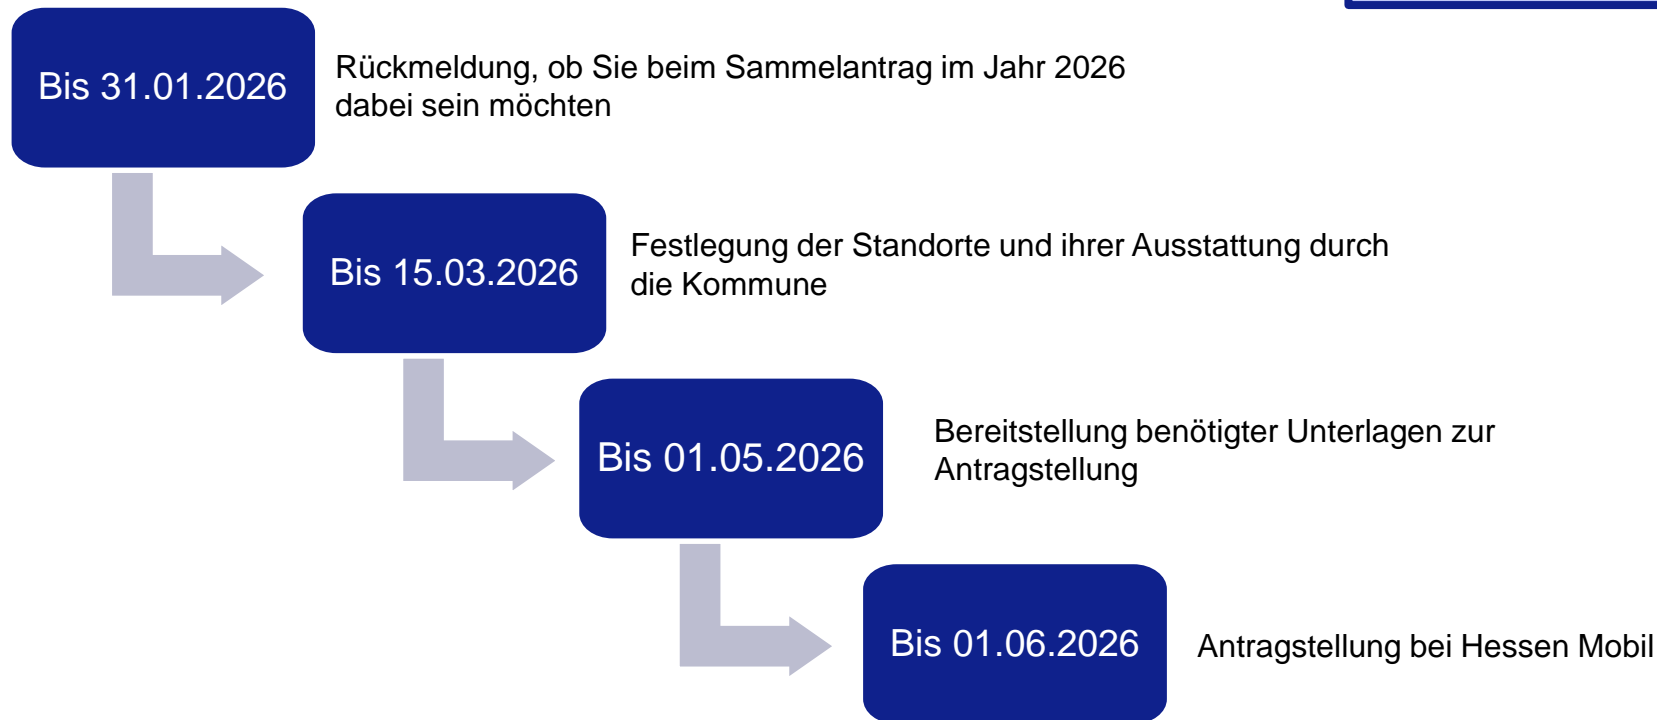 Bis 31.01.2026
Rückmeldung, ob Sie beim Sammelantrag im Jahr 2026
dabei sein möchten
Bis 15.03.2026
Festlegung der Standorte und ihrer Ausstattung durch
die Kommune
Bis 01.05.2026
Bereitstellung benötigter Unterlagen zur
Antragstellung
Bis 01.06.2026
Antragstellung bei Hessen Mobil